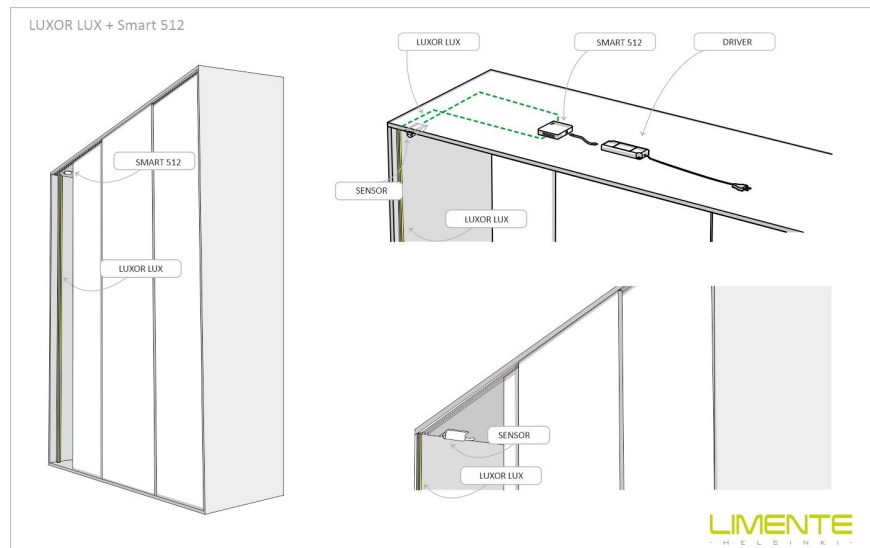 LUXOR LUX + Smart 512
LUXOR LUX
SMART 512
DRIVER
SMART 512
SENSOR
LUXOR LUX
LUXOR LUX
SENSOR
LUXOR LUX
LIMENTE
- HELSINKI -